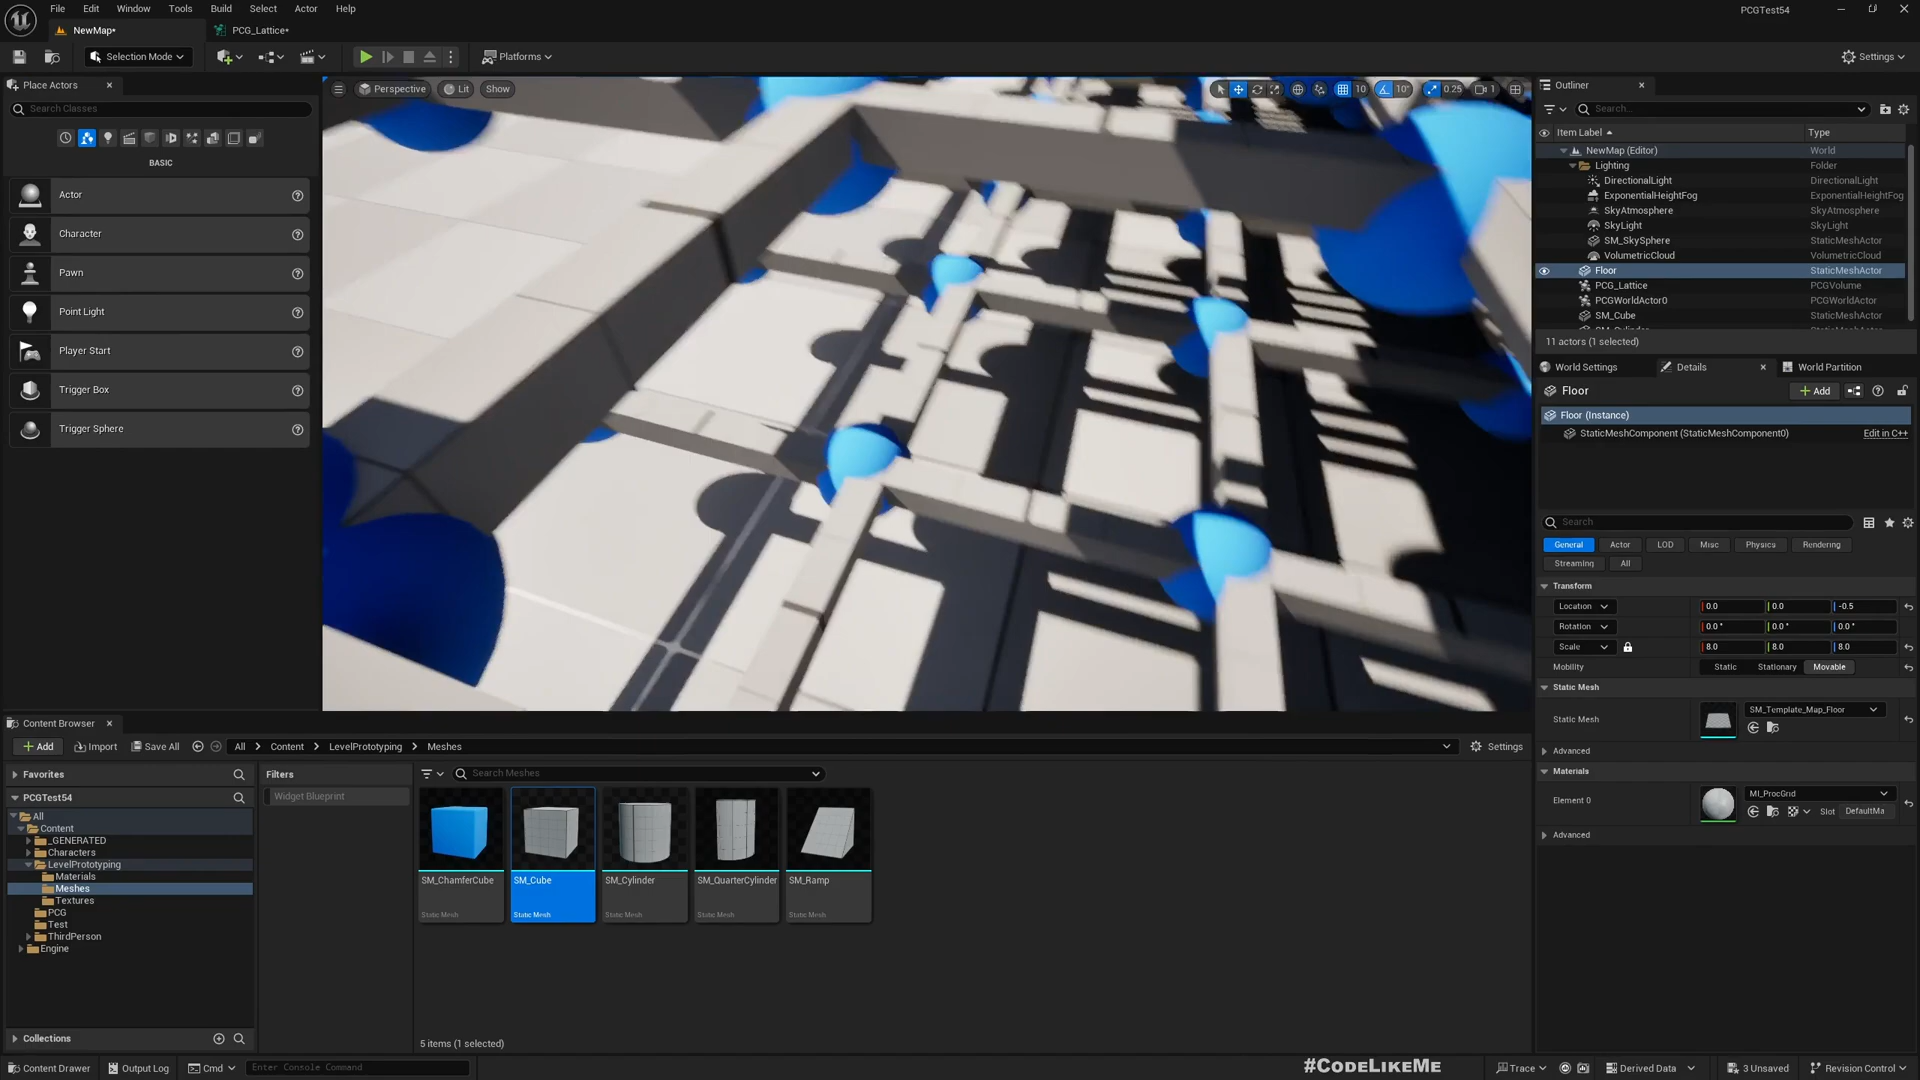 File Edit Window Tools Build Select Actor Help
PCGTest54
NewMap*
PCG_Lattice*
Selection Mode
Platforms
Settings
Place Actors
Search Classes
BASIC
Actor
Character
Pawn
Point Light
Player Start
Trigger Box
Trigger Sphere
Perspective Lit Show
10 10° 0.25 1
Outliner
Search...
Item Label Type
NewMap (Editor) World
Lighting Folder
DirectionalLight DirectionalLight
ExponentialHeightFog ExponentialHeightFog
SkyAtmosphere SkyAtmosphere
SkyLight SkyLight
SM_SkySphere StaticMeshActor
VolumetricCloud VolumetricCloud
Floor StaticMeshActor
PCG_Lattice PCGVolume
PCGWorldActor0 PCGWorldActor
SM_Cube StaticMeshActor
11 actors (1 selected)
World Settings Details World Partition
Floor
Add
Floor (Instance)
StaticMeshComponent (StaticMeshComponent0) Edit in C++
Search
General Actor LOD Misc Physics Rendering
Streaming All
Transform
Location 0.0 0.0 -0.5
Rotation 0.0 ° 0.0 ° 0.0 °
Scale 8.0 8.0 8.0
Mobility Static Stationary Movable
Static Mesh
Static Mesh SM_Template_Map_Floor
Advanced
Materials
Element 0 MI_ProcGrid
Slot DefaultMa
Advanced
Content Browser
Add Import Save All All Content LevelPrototyping Meshes Settings
Favorites
PCGTest54
All
Content
_GENERATED
Characters
LevelPrototyping
Materials
Meshes
Textures
PCG
Test
ThirdPerson
Engine
Collections
Filters
Widget Blueprint
Search Meshes
SM_ChamferCube SM_Cube SM_Cylinder SM_QuarterCylinder SM_Ramp
Static Mesh Static Mesh Static Mesh Static Mesh Static Mesh
5 items (1 selected)
#CODELIKEME
Content Drawer Output Log Cmd Enter Console Command Trace Derived Data 3 Unsaved Revision Control